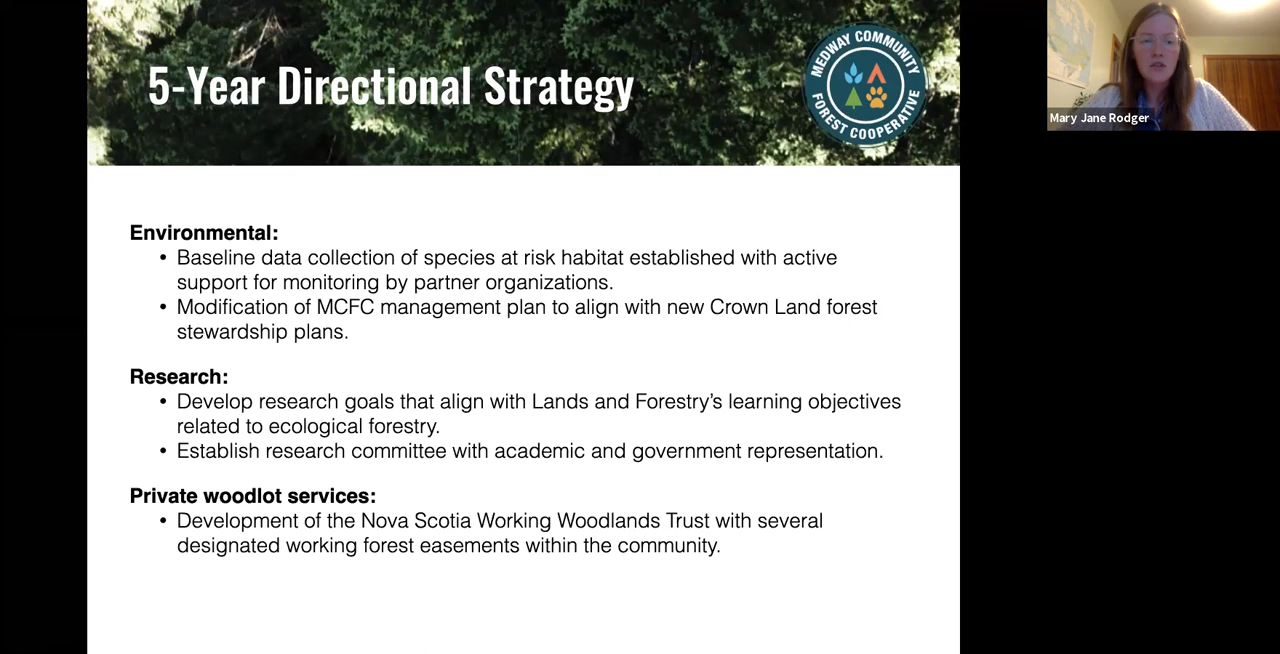 5-Year Directional Strategy
MEDWAY COMMUNITY
FOREST COOPERATIVE
Mary Jane Rodger
Environmental:
• Baseline data collection of species at risk habitat established with active
support for monitoring by partner organizations.
• Modification of MCFC management plan to align with new Crown Land forest
stewardship plans.
Research:
• Develop research goals that align with Lands and Forestry’s learning objectives
related to ecological forestry.
• Establish research committee with academic and government representation.
Private woodlot services:
• Development of the Nova Scotia Working Woodlands Trust with several
designated working forest easements within the community.